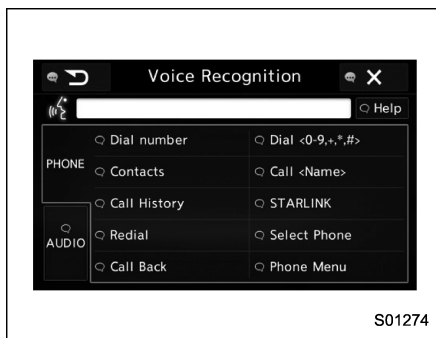 Voice Recognition
Help
PHONE
Dial number
Dial <0-9,+,*,#>
Contacts
Call <Name>
Call History
STARLINK
AUDIO
Redial
Select Phone
Call Back
Phone Menu
S01274